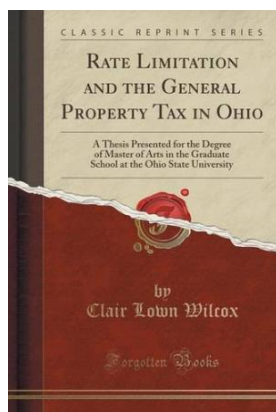 CLASSIC REPRINT SERIES
RATE LIMITATION
AND THE GENERAL
PROPERTY TAX IN OHIO
A Thesis Presented for the Degree
of Master of Arts in the Graduate
School at the Ohio State University
by
Clair Lown Wilcox
Forgotten Books